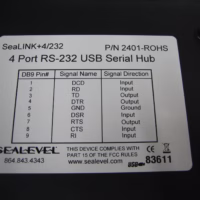 SeaLINK+4/232
P/N 2401-ROHS
4 Port RS-232 USB Serial Hub
DB9 Pin# Signal Name Signal Direction
1 DCD Input
2 RD Input
3 TD Output
4 DTR Output
5 GND Ground
6 DSR Input
7 RTS Output
8 CTS Input
9 RI Input
SEALEVEL
864.843.4343
THIS DEVICE COMPLIES WITH
PART 15 OF THE FCC RULES
83611